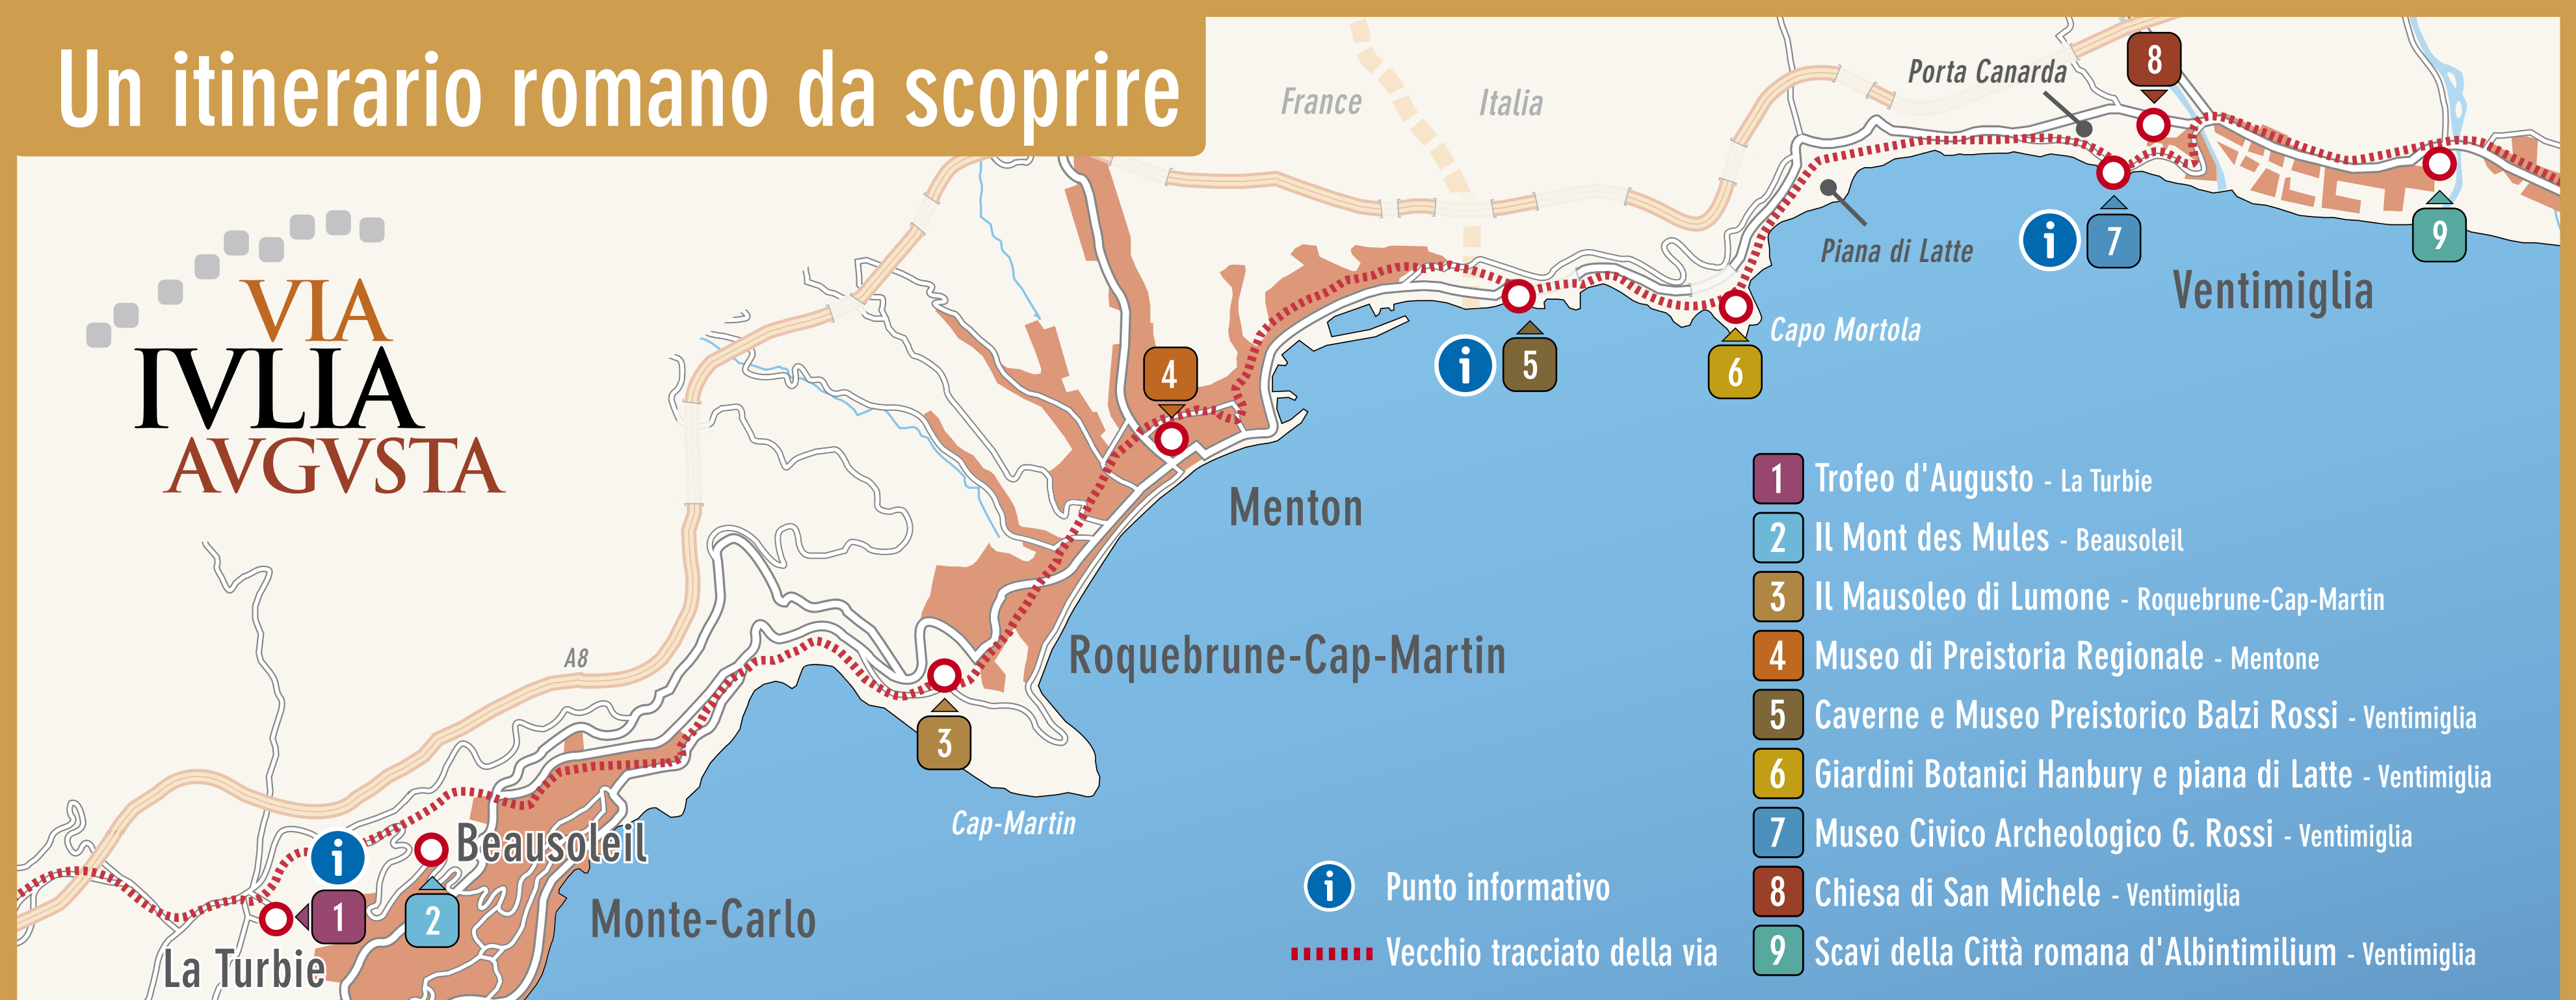 Un itinerario romano da scoprire
VIA
IVLIA
AVGVSTA
France
Italia
Porta Canarda
8
Piana di Latte
7
9
Ventimiglia
Capo Mortola
i
5
6
i
4
Menton
Roquebrune-Cap-Martin
A8
3
Cap-Martin
i
Beausoleil
1
2
Monte-Carlo
La Turbie
1 Trofeo d'Augusto - La Turbie
2 Il Mont des Mules - Beausoleil
3 Il Mausoleo di Lumone - Roquebrune-Cap-Martin
4 Museo di Preistoria Regionale - Mentone
5 Caverne e Museo Preistorico Balzi Rossi - Ventimiglia
6 Giardini Botanici Hanbury e piana di Latte - Ventimiglia
7 Museo Civico Archeologico G. Rossi - Ventimiglia
8 Chiesa di San Michele - Ventimiglia
9 Scavi della Città romana d'Albintimilium - Ventimiglia
i Punto informativo
Vecchio tracciato della via